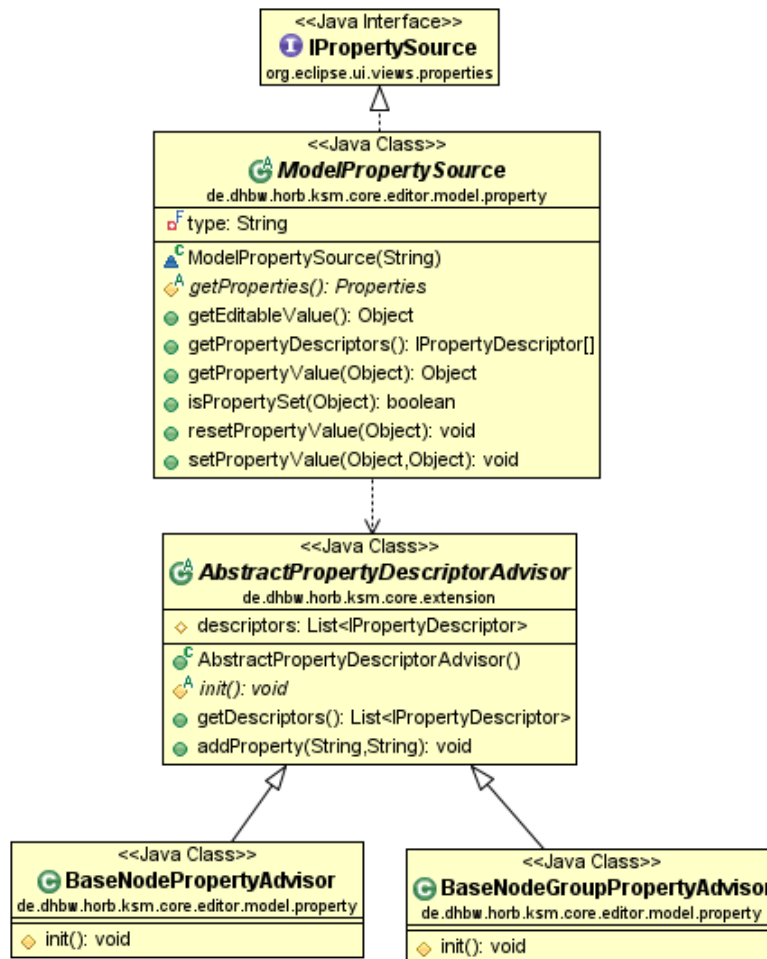 <<Java Interface>>
I IPropertySource
org.eclipse.ui.views.properties
<<Java Class>>
C A ModelPropertySource
de.dhbw.horb.ksm.core.editor.model.property
F type: String
C ModelPropertySource(String)
A getProperties(): Properties
getEditableValue(): Object
getPropertyDescriptors(): IPropertyDescriptor[]
getPropertyValue(Object): Object
isPropertySet(Object): boolean
resetPropertyValue(Object): void
setPropertyValue(Object,Object): void
<<Java Class>>
C A AbstractPropertyDescriptorAdvisor
de.dhbw.horb.ksm.core.extension
descriptors: List<IPropertyDescriptor>
C AbstractPropertyDescriptorAdvisor()
A init(): void
getDescriptors(): List<IPropertyDescriptor>
addProperty(String,String): void
<<Java Class>>
C BaseNodePropertyAdvisor
de.dhbw.horb.ksm.core.editor.model.property
init(): void
<<Java Class>>
C BaseNodeGroupPropertyAdvisor
de.dhbw.horb.ksm.core.editor.model.property
init(): void